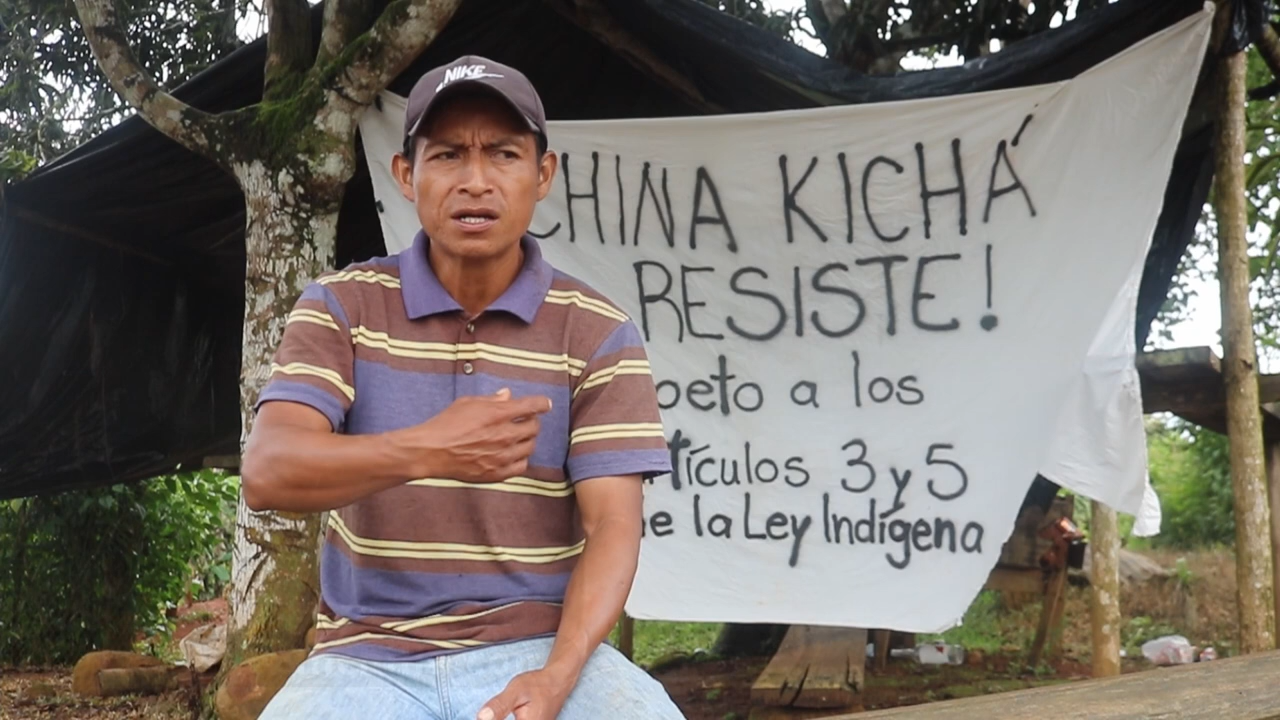 NIKE
CHINA KICHÁ
RESISTE!
a los
3 y 5
la Ley Indígena